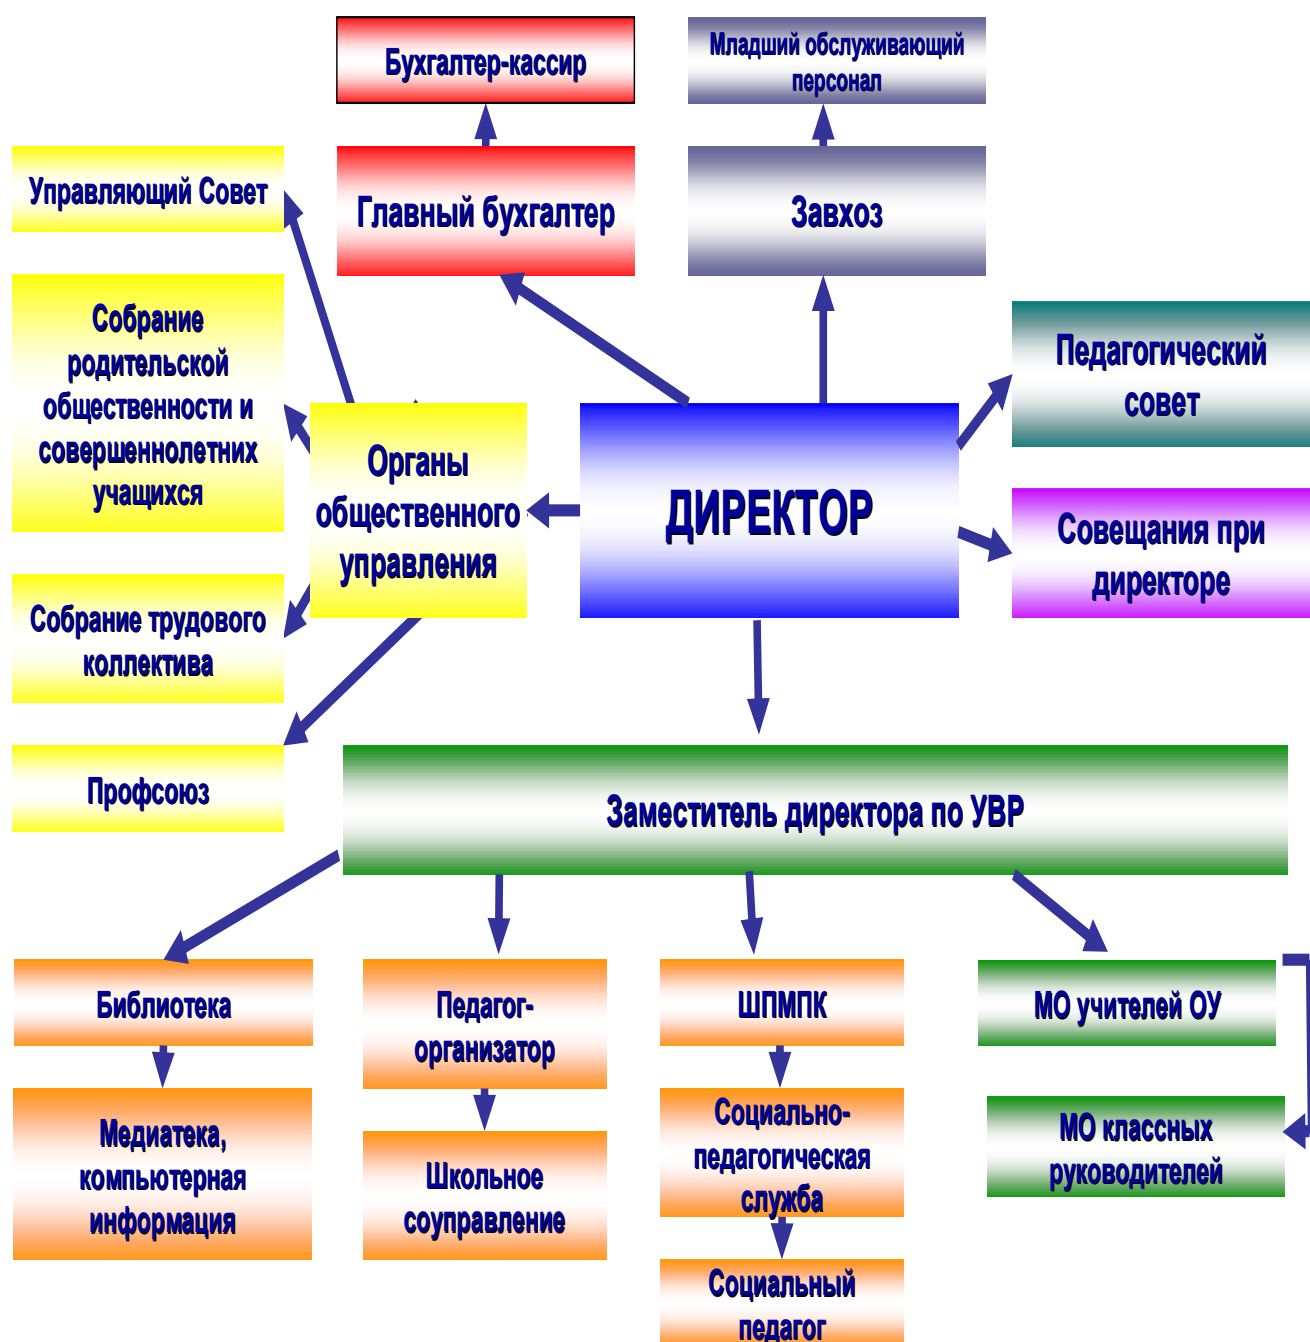 Бухгалтер-кассир
Младший обслуживающий
персонал
Управляющий Совет
Главный бухгалтер
Завхоз
Собрание
родительской
общественности и
совершеннолетних
учащихся
Педагогический
совет
Органы
общественного
управления
ДИРЕКТОР
Совещания при
директоре
Собрание трудового
коллектива
Профсоюз
Заместитель директора по УВР
Библиотека
Педагог-
организатор
ШПМПК
МО учителей ОУ
Медиатека,
компьютерная
информация
Школьное
соуправление
Социально-
педагогическая
служба
МО классных
руководителей
Социальный
педагог